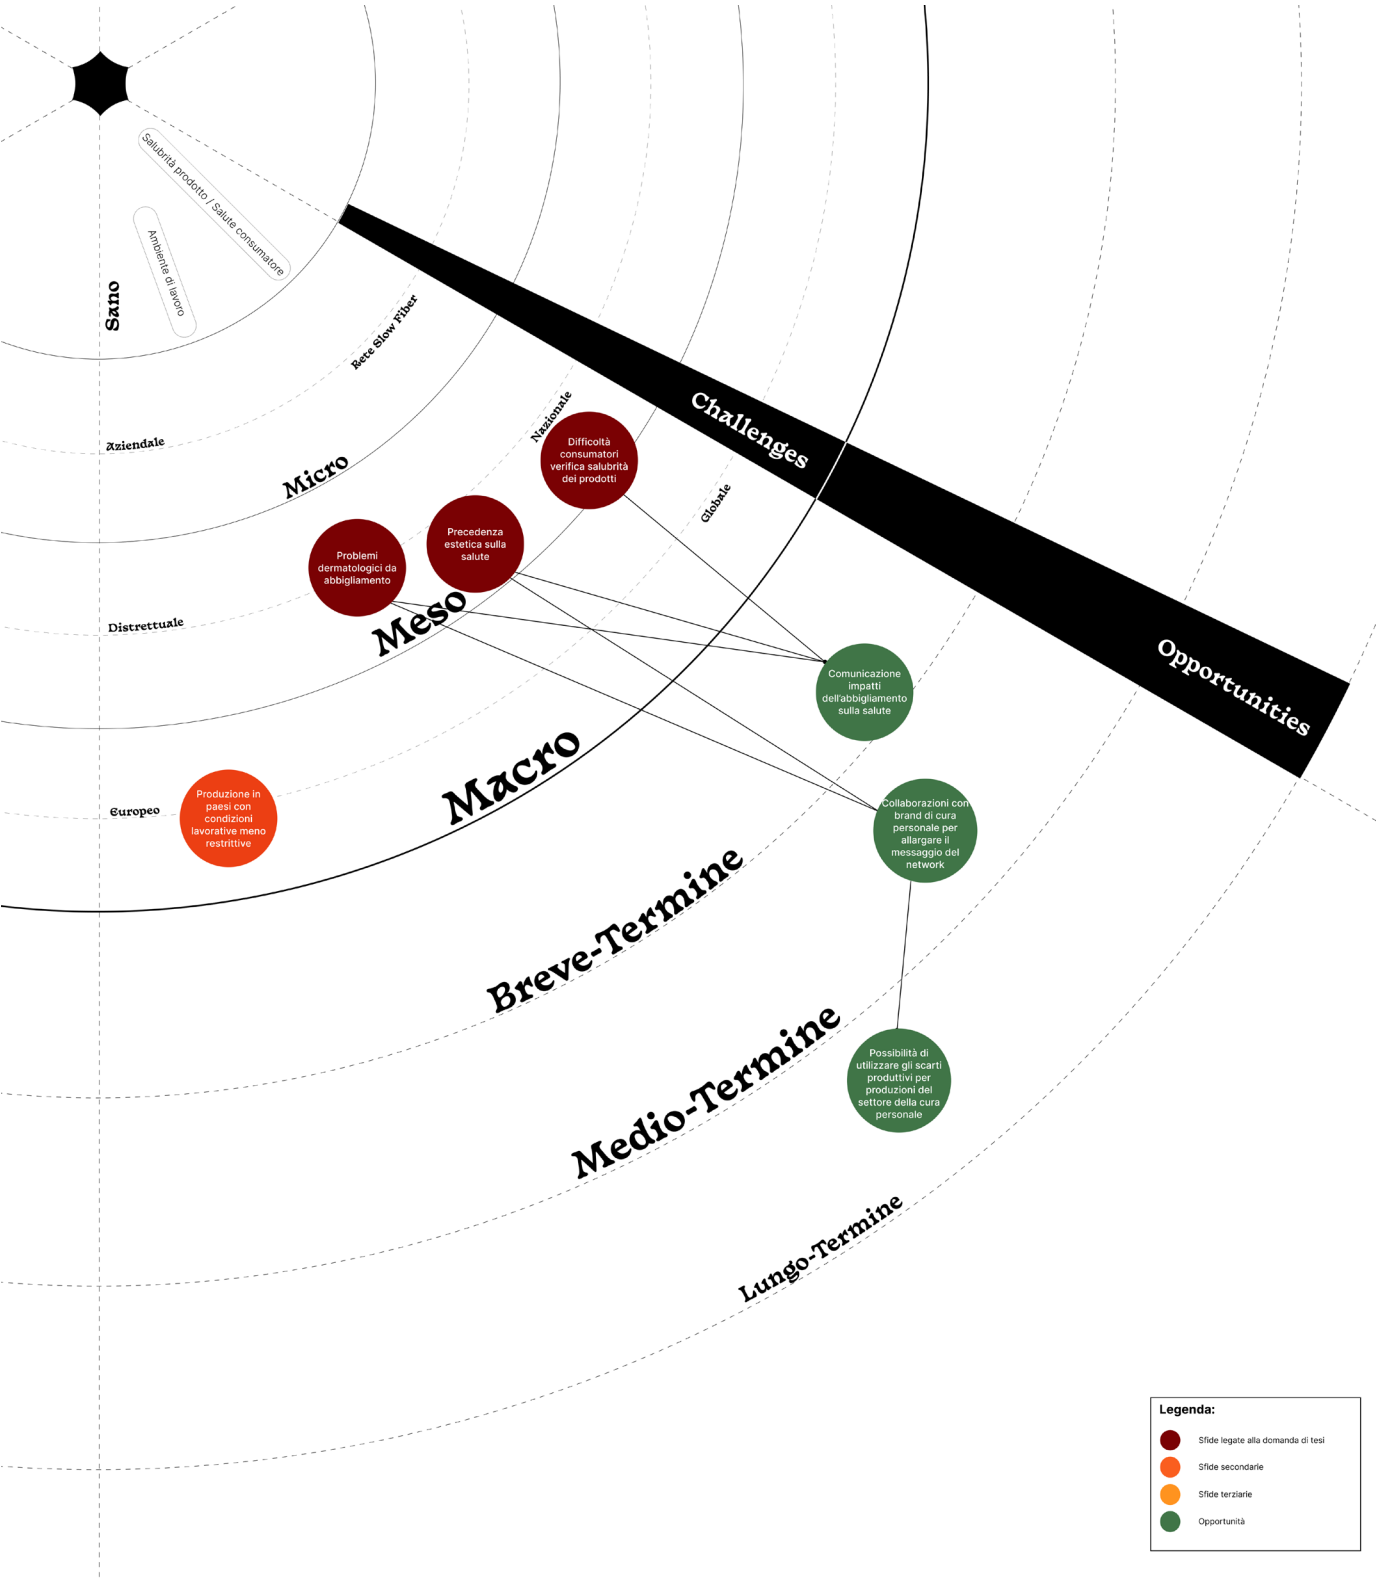 Salubrità prodotto / Salute consumatore
Ambiente di lavoro
Sano
Rete Slow Fiber
Aziendale
Micro
Nazionale
Challenges
Difficoltà
consumatori
verifica salubrità
dei prodotti
Globale
Precedenza
estetica sulla
salute
Problemi
dermatologici da
abbigliamento
Meso
Distrettuale
Opportunities
Comunicazione
impatti
dell'abbigliamento
sulla salute
Macro
Europeo
Produzione in
paesi con
condizioni
lavorative meno
restrittive
Collaborazioni con
brand di cura
personale per
allargare il
messaggio del
network
Breve-Termine
Medio-Termine
Possibilità di
utilizzare gli scarti
produttivi per
produzioni del
settore della cura
personale
Lungo-Termine
Legenda:
Sfide legate alla domanda di tesi
Sfide secondarie
Sfide terziarie
Opportunità